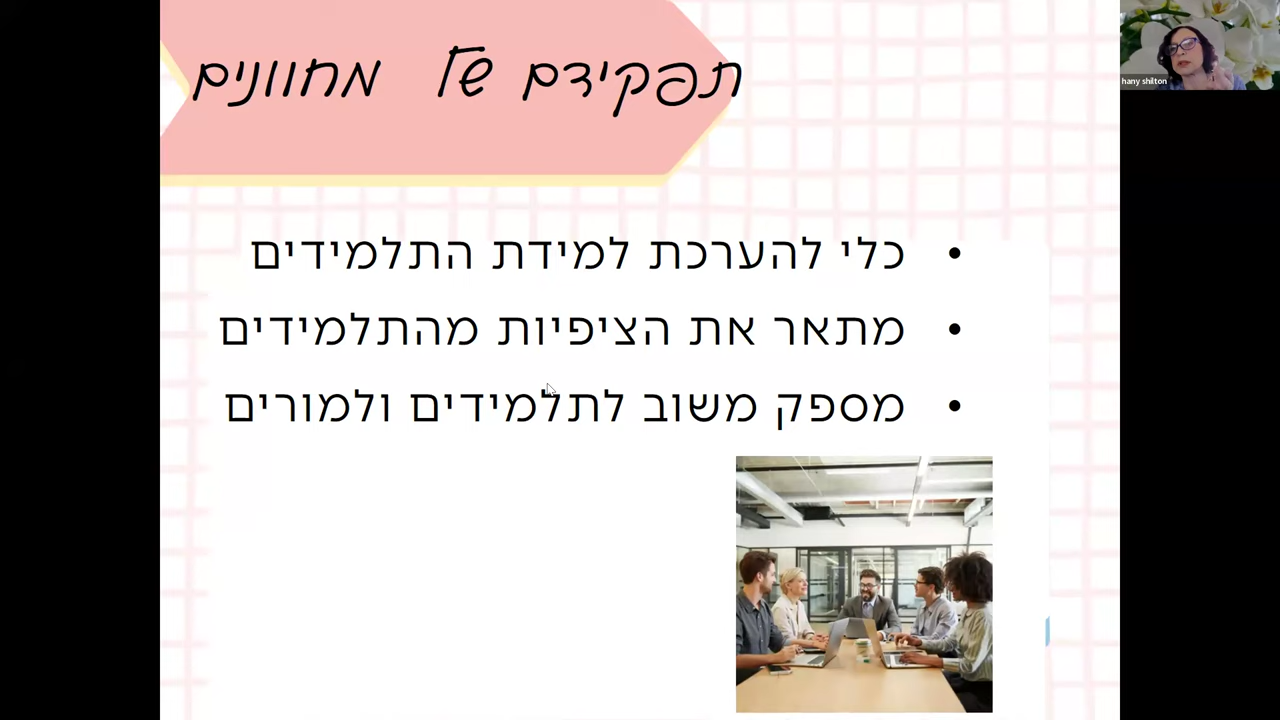 תפקידם של מחוונים
hany shilton
• כלי להערכת למידת התלמידים
• מתאר את הציפיות מהתלמידים
• מספק משוב לתלמידים ולמורים